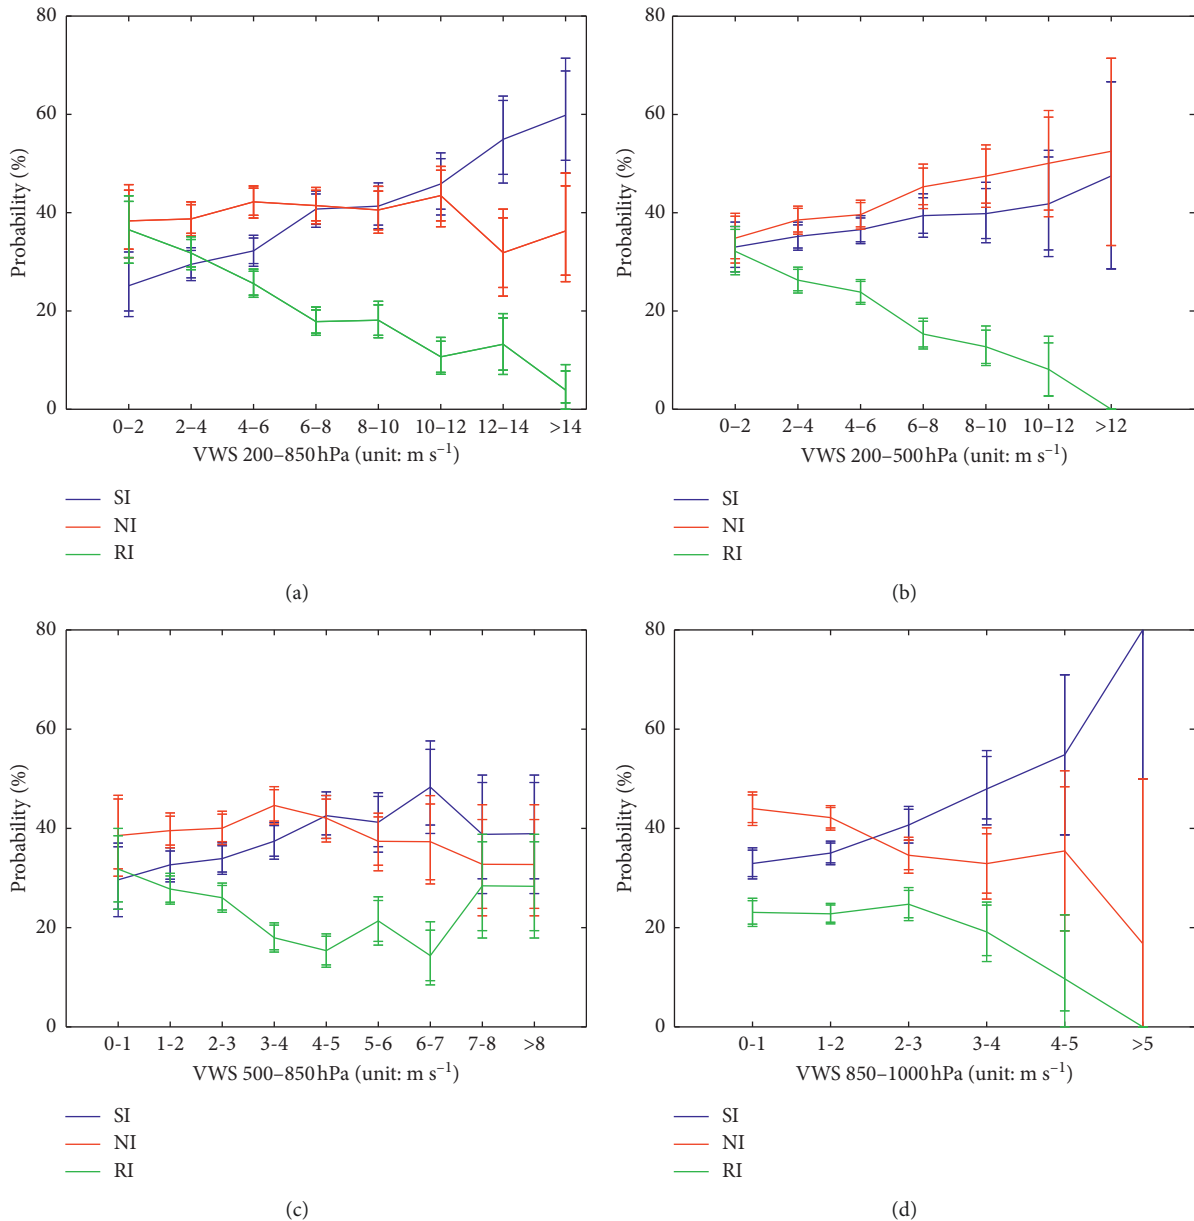 80
60
40
20
0
Probability (%)
0–2 2–4 4–6 6–8 8–10 10–12 12–14 >14
VWS 200–850 hPa (unit: m s⁻¹)
SI
NI
RI
(a)
80
60
40
20
0
Probability (%)
0–2 2–4 4–6 6–8 8–10 10–12 >12
VWS 200–500 hPa (unit: m s⁻¹)
SI
NI
RI
(b)
80
60
40
20
0
Probability (%)
0-1 1-2 2-3 3-4 4-5 5-6 6-7 7-8 >8
VWS 500–850 hPa (unit: m s⁻¹)
SI
NI
RI
(c)
80
60
40
20
0
Probability (%)
0-1 1-2 2-3 3-4 4-5 >5
VWS 850–1000 hPa (unit: m s⁻¹)
SI
NI
RI
(d)